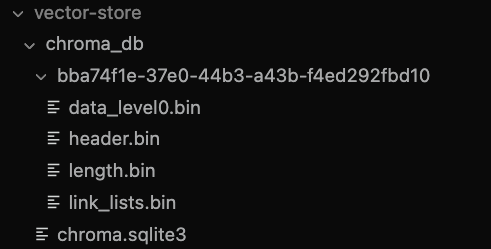 vector-store
chroma_db
bba74f1e-37e0-44b3-a43b-f4ed292fbd10
data_level0.bin
header.bin
length.bin
link_lists.bin
chroma.sqlite3